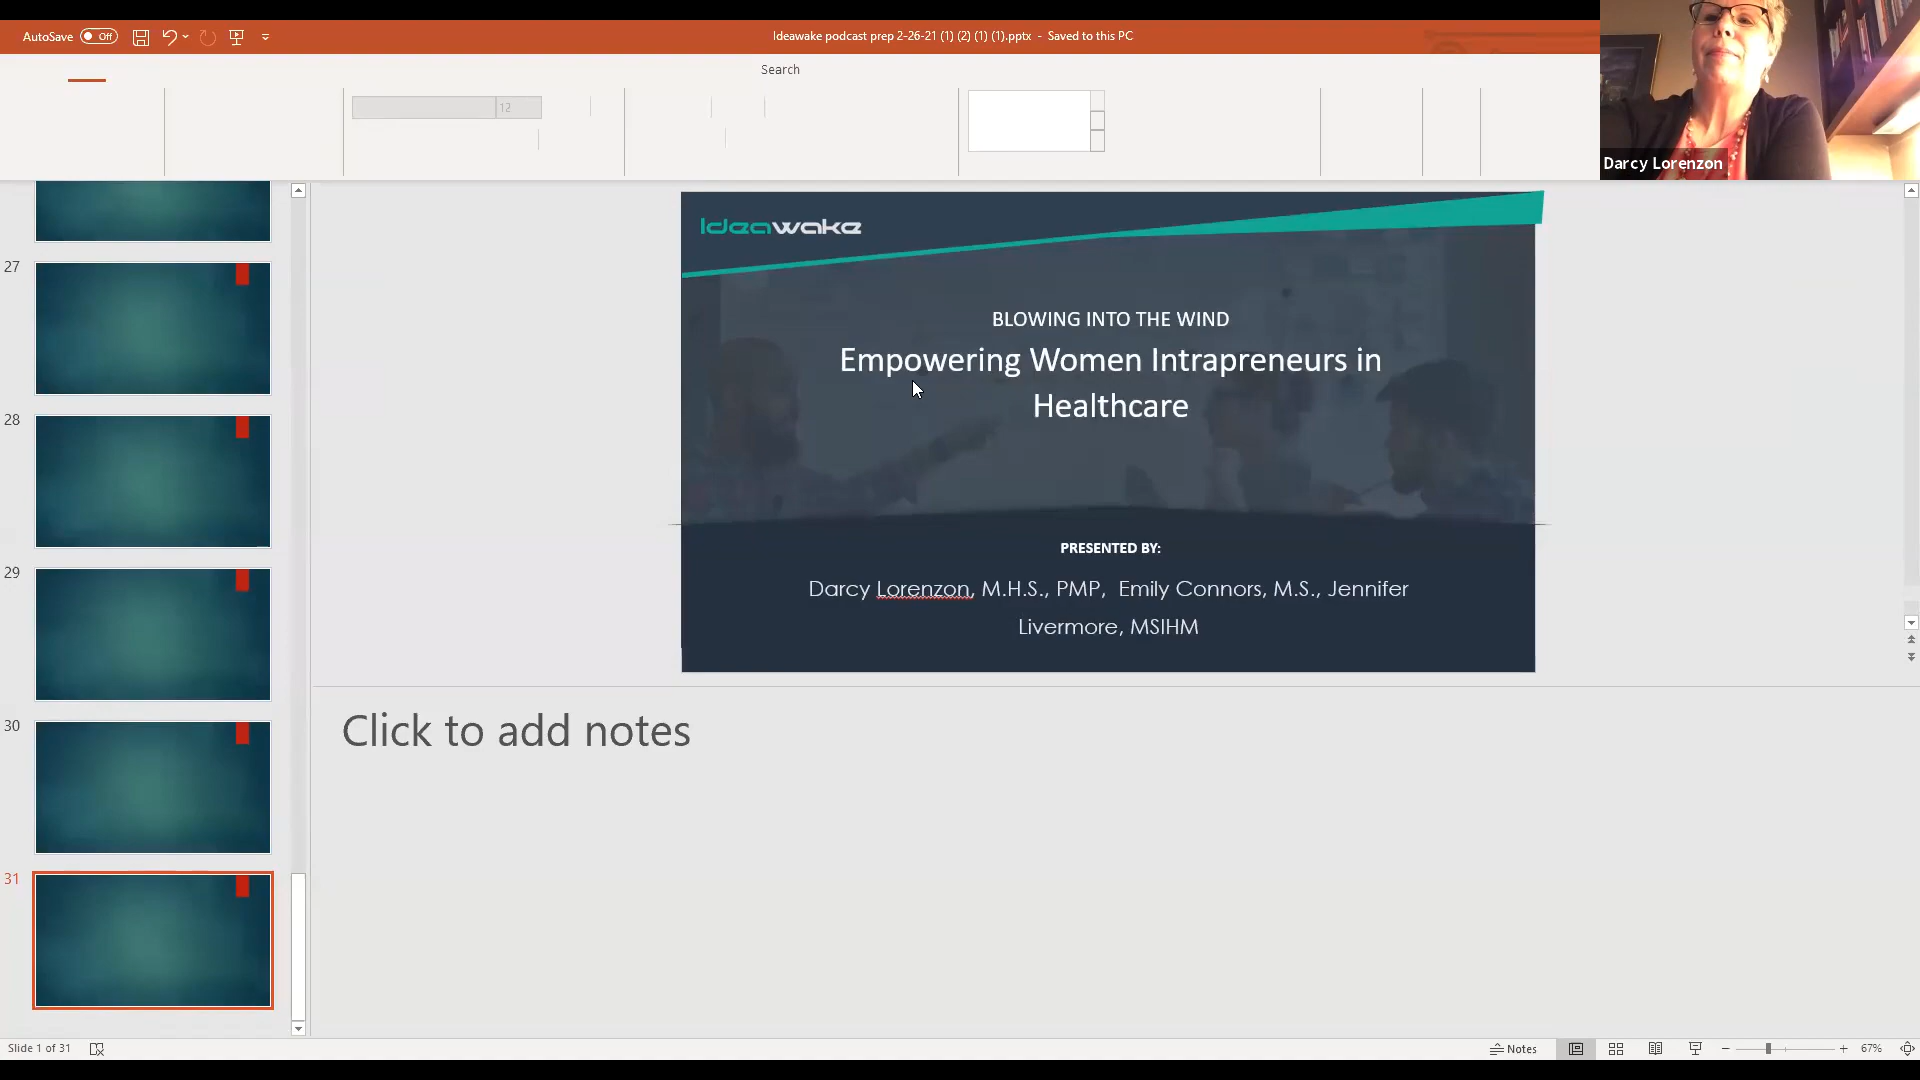 AutoSave Off
Ideawake podcast prep 2-26-21 (1) (2) (1) (1).pptx - Saved to this PC
Search
12
Darcy Lorenzon
27
28
29
30
31
Ideawake
BLOWING INTO THE WIND
Empowering Women Intrapreneurs in
Healthcare
PRESENTED BY:
Darcy Lorenzon, M.H.S., PMP, Emily Connors, M.S., Jennifer
Livermore, MSIHM
Click to add notes
Slide 1 of 31
Notes
67%